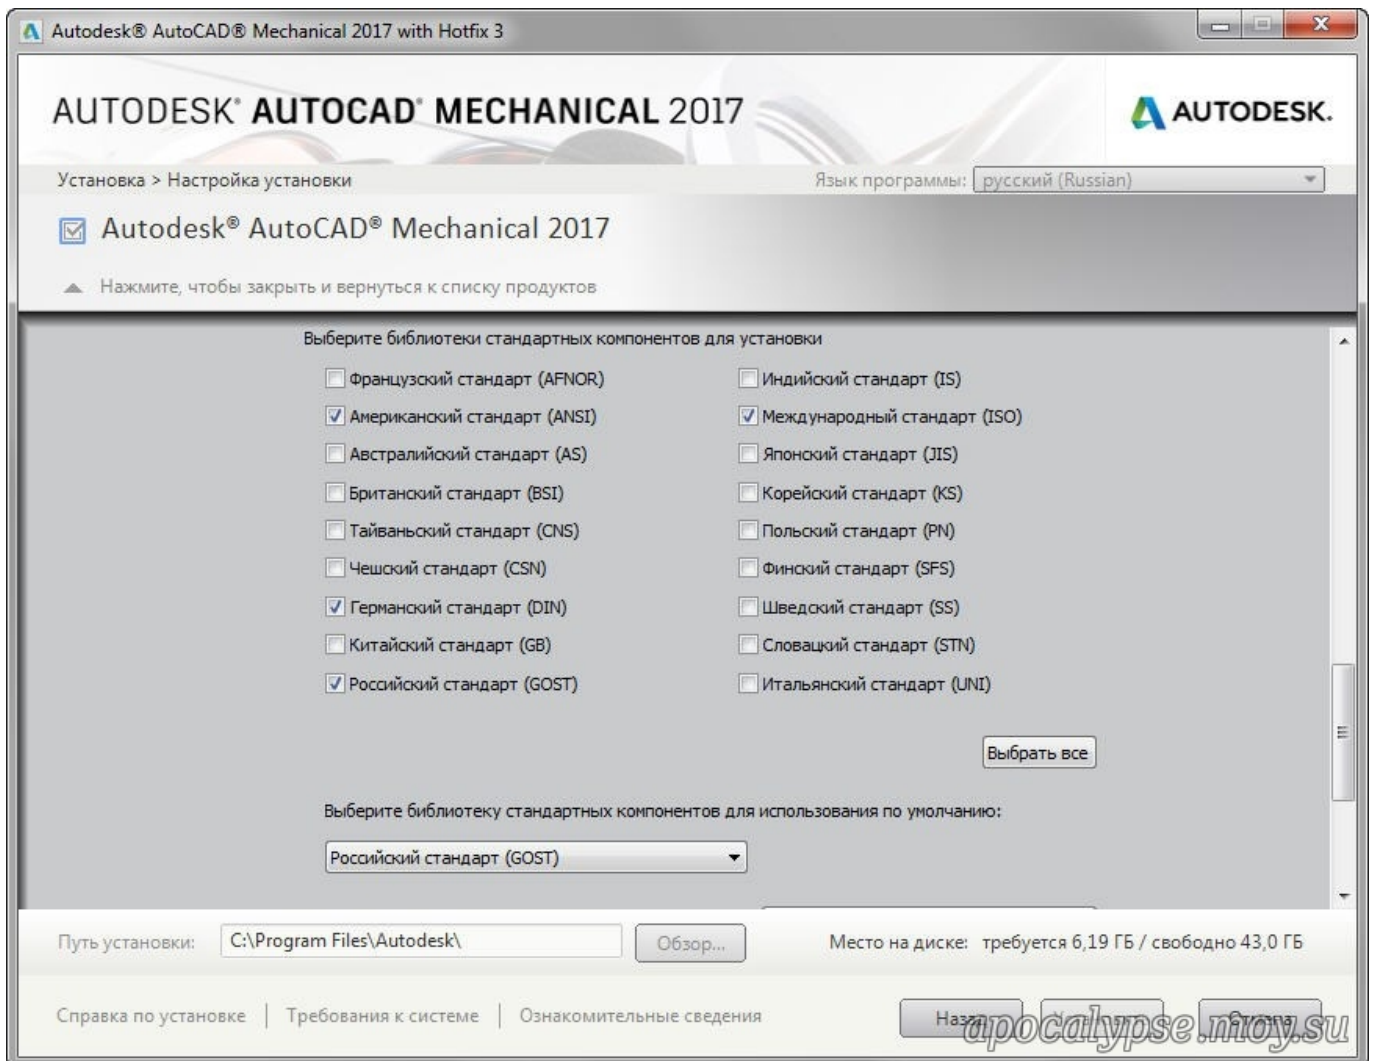 Autodesk® AutoCAD® Mechanical 2017 with Hotfix 3
AUTODESK® AUTOCAD® MECHANICAL 2017
AUTODESK.
Установка > Настройка установки
Язык программы: русский (Russian)
Autodesk® AutoCAD® Mechanical 2017
Нажмите, чтобы закрыть и вернуться к списку продуктов
Выберите библиотеки стандартных компонентов для установки
Французский стандарт (AFNOR)
Индийский стандарт (IS)
Американский стандарт (ANSI)
Международный стандарт (ISO)
Австралийский стандарт (AS)
Японский стандарт (JIS)
Британский стандарт (BSI)
Корейский стандарт (KS)
Тайваньский стандарт (CNS)
Польский стандарт (PN)
Чешский стандарт (CSN)
Финский стандарт (SFS)
Германский стандарт (DIN)
Шведский стандарт (SS)
Китайский стандарт (GB)
Словацкий стандарт (STN)
Российский стандарт (GOST)
Итальянский стандарт (UNI)
Выбрать все
Выберите библиотеку стандартных компонентов для использования по умолчанию:
Российский стандарт (GOST)
Путь установки: C:\Program Files\Autodesk\ Обзор...
Место на диске: требуется 6,19 ГБ / свободно 43,0 ГБ
Справка по установке | Требования к системе | Ознакомительные сведения
Назад Отмена
apocalypse.moy.su